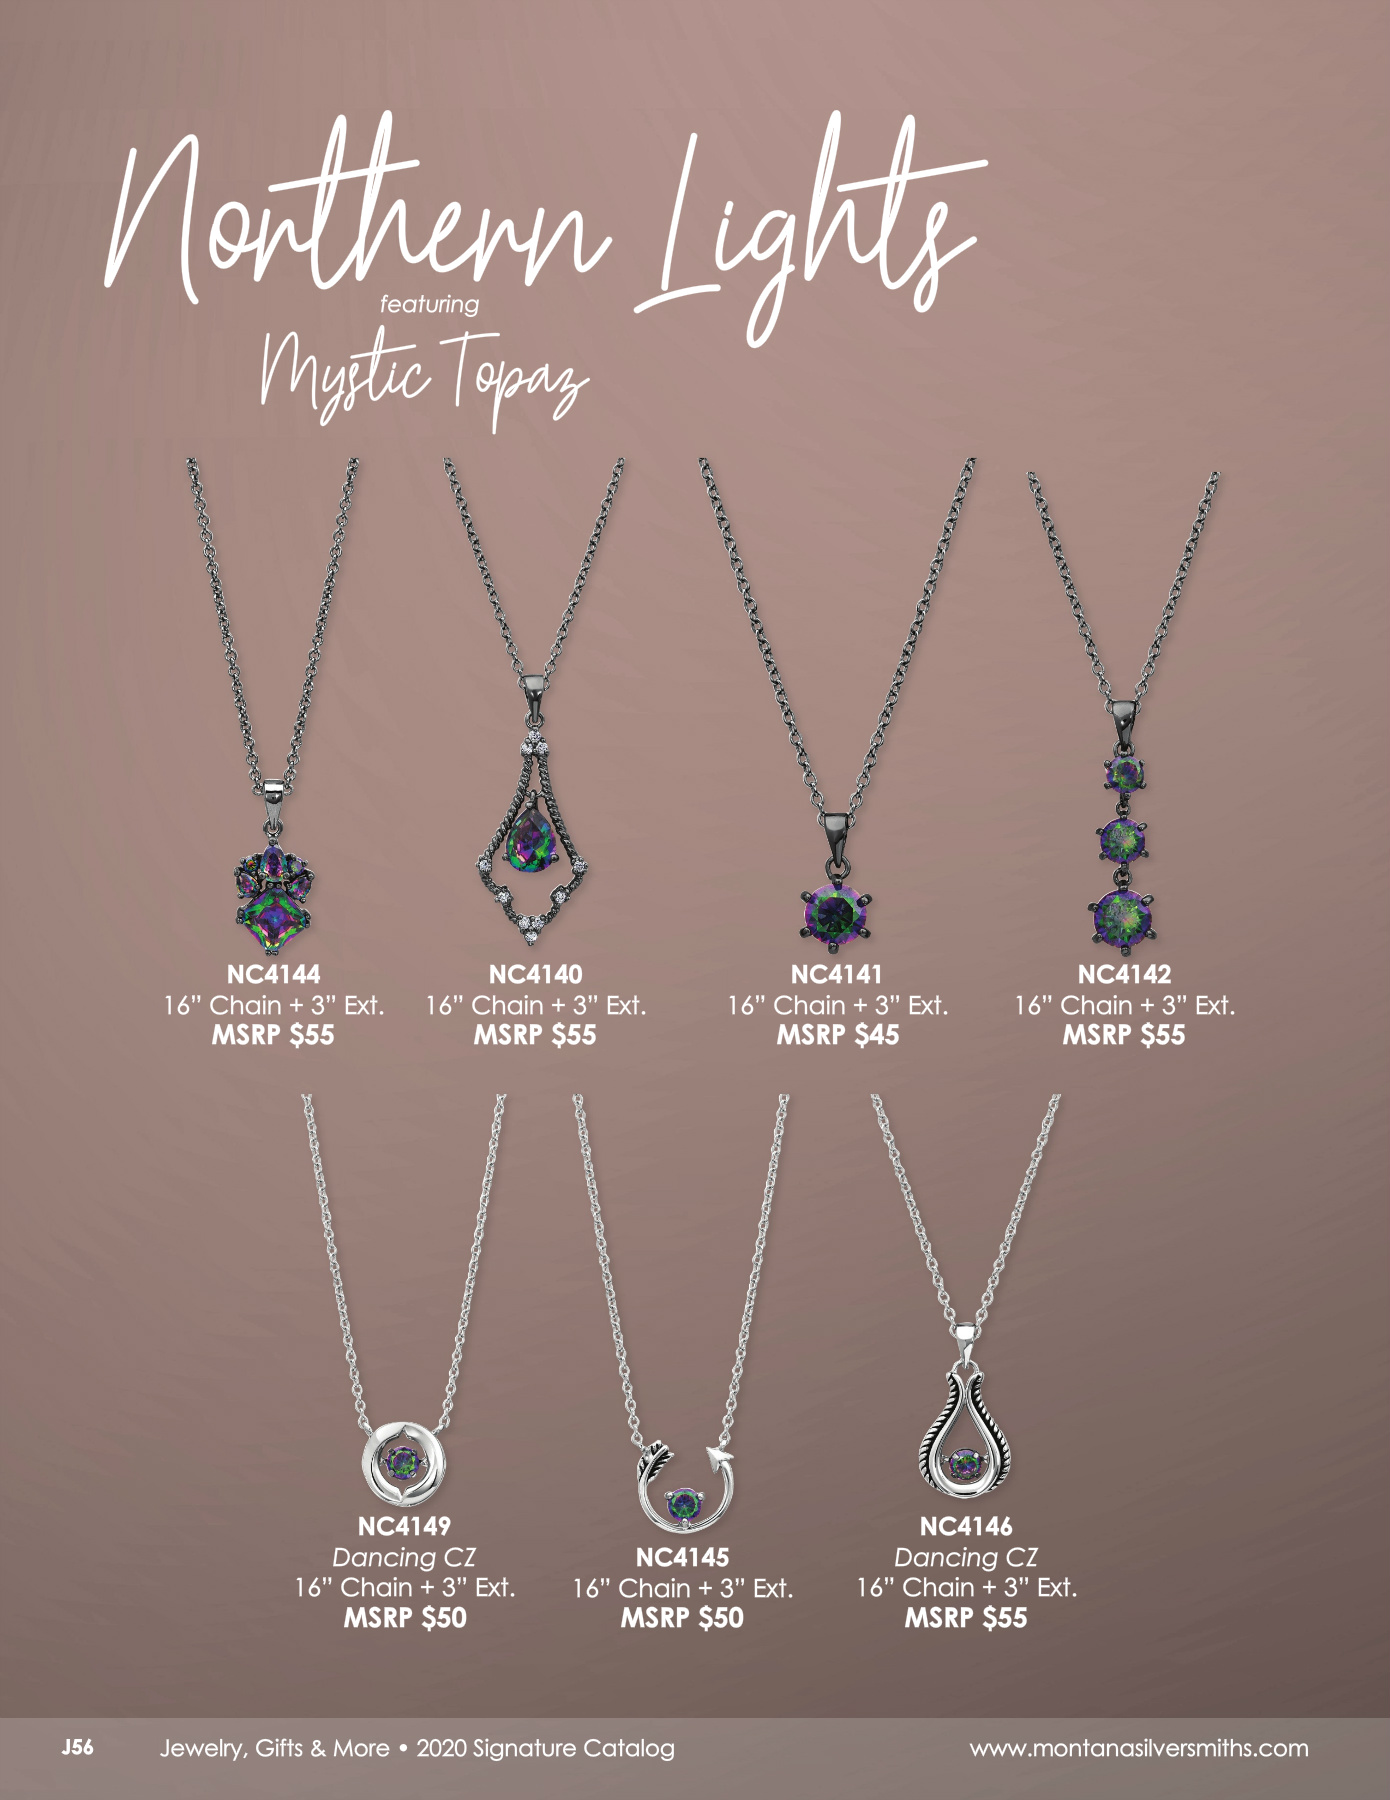 Northern Lights
featuring
Mystic Topaz
NC4144
16” Chain + 3” Ext.
MSRP $55
NC4140
16” Chain + 3” Ext.
MSRP $55
NC4141
16” Chain + 3” Ext.
MSRP $45
NC4142
16” Chain + 3” Ext.
MSRP $55
NC4149
Dancing CZ
16” Chain + 3” Ext.
MSRP $50
NC4145
16” Chain + 3” Ext.
MSRP $50
NC4146
Dancing CZ
16” Chain + 3” Ext.
MSRP $55
J56
Jewelry, Gifts & More • 2020 Signature Catalog
www.montanasilversmiths.com